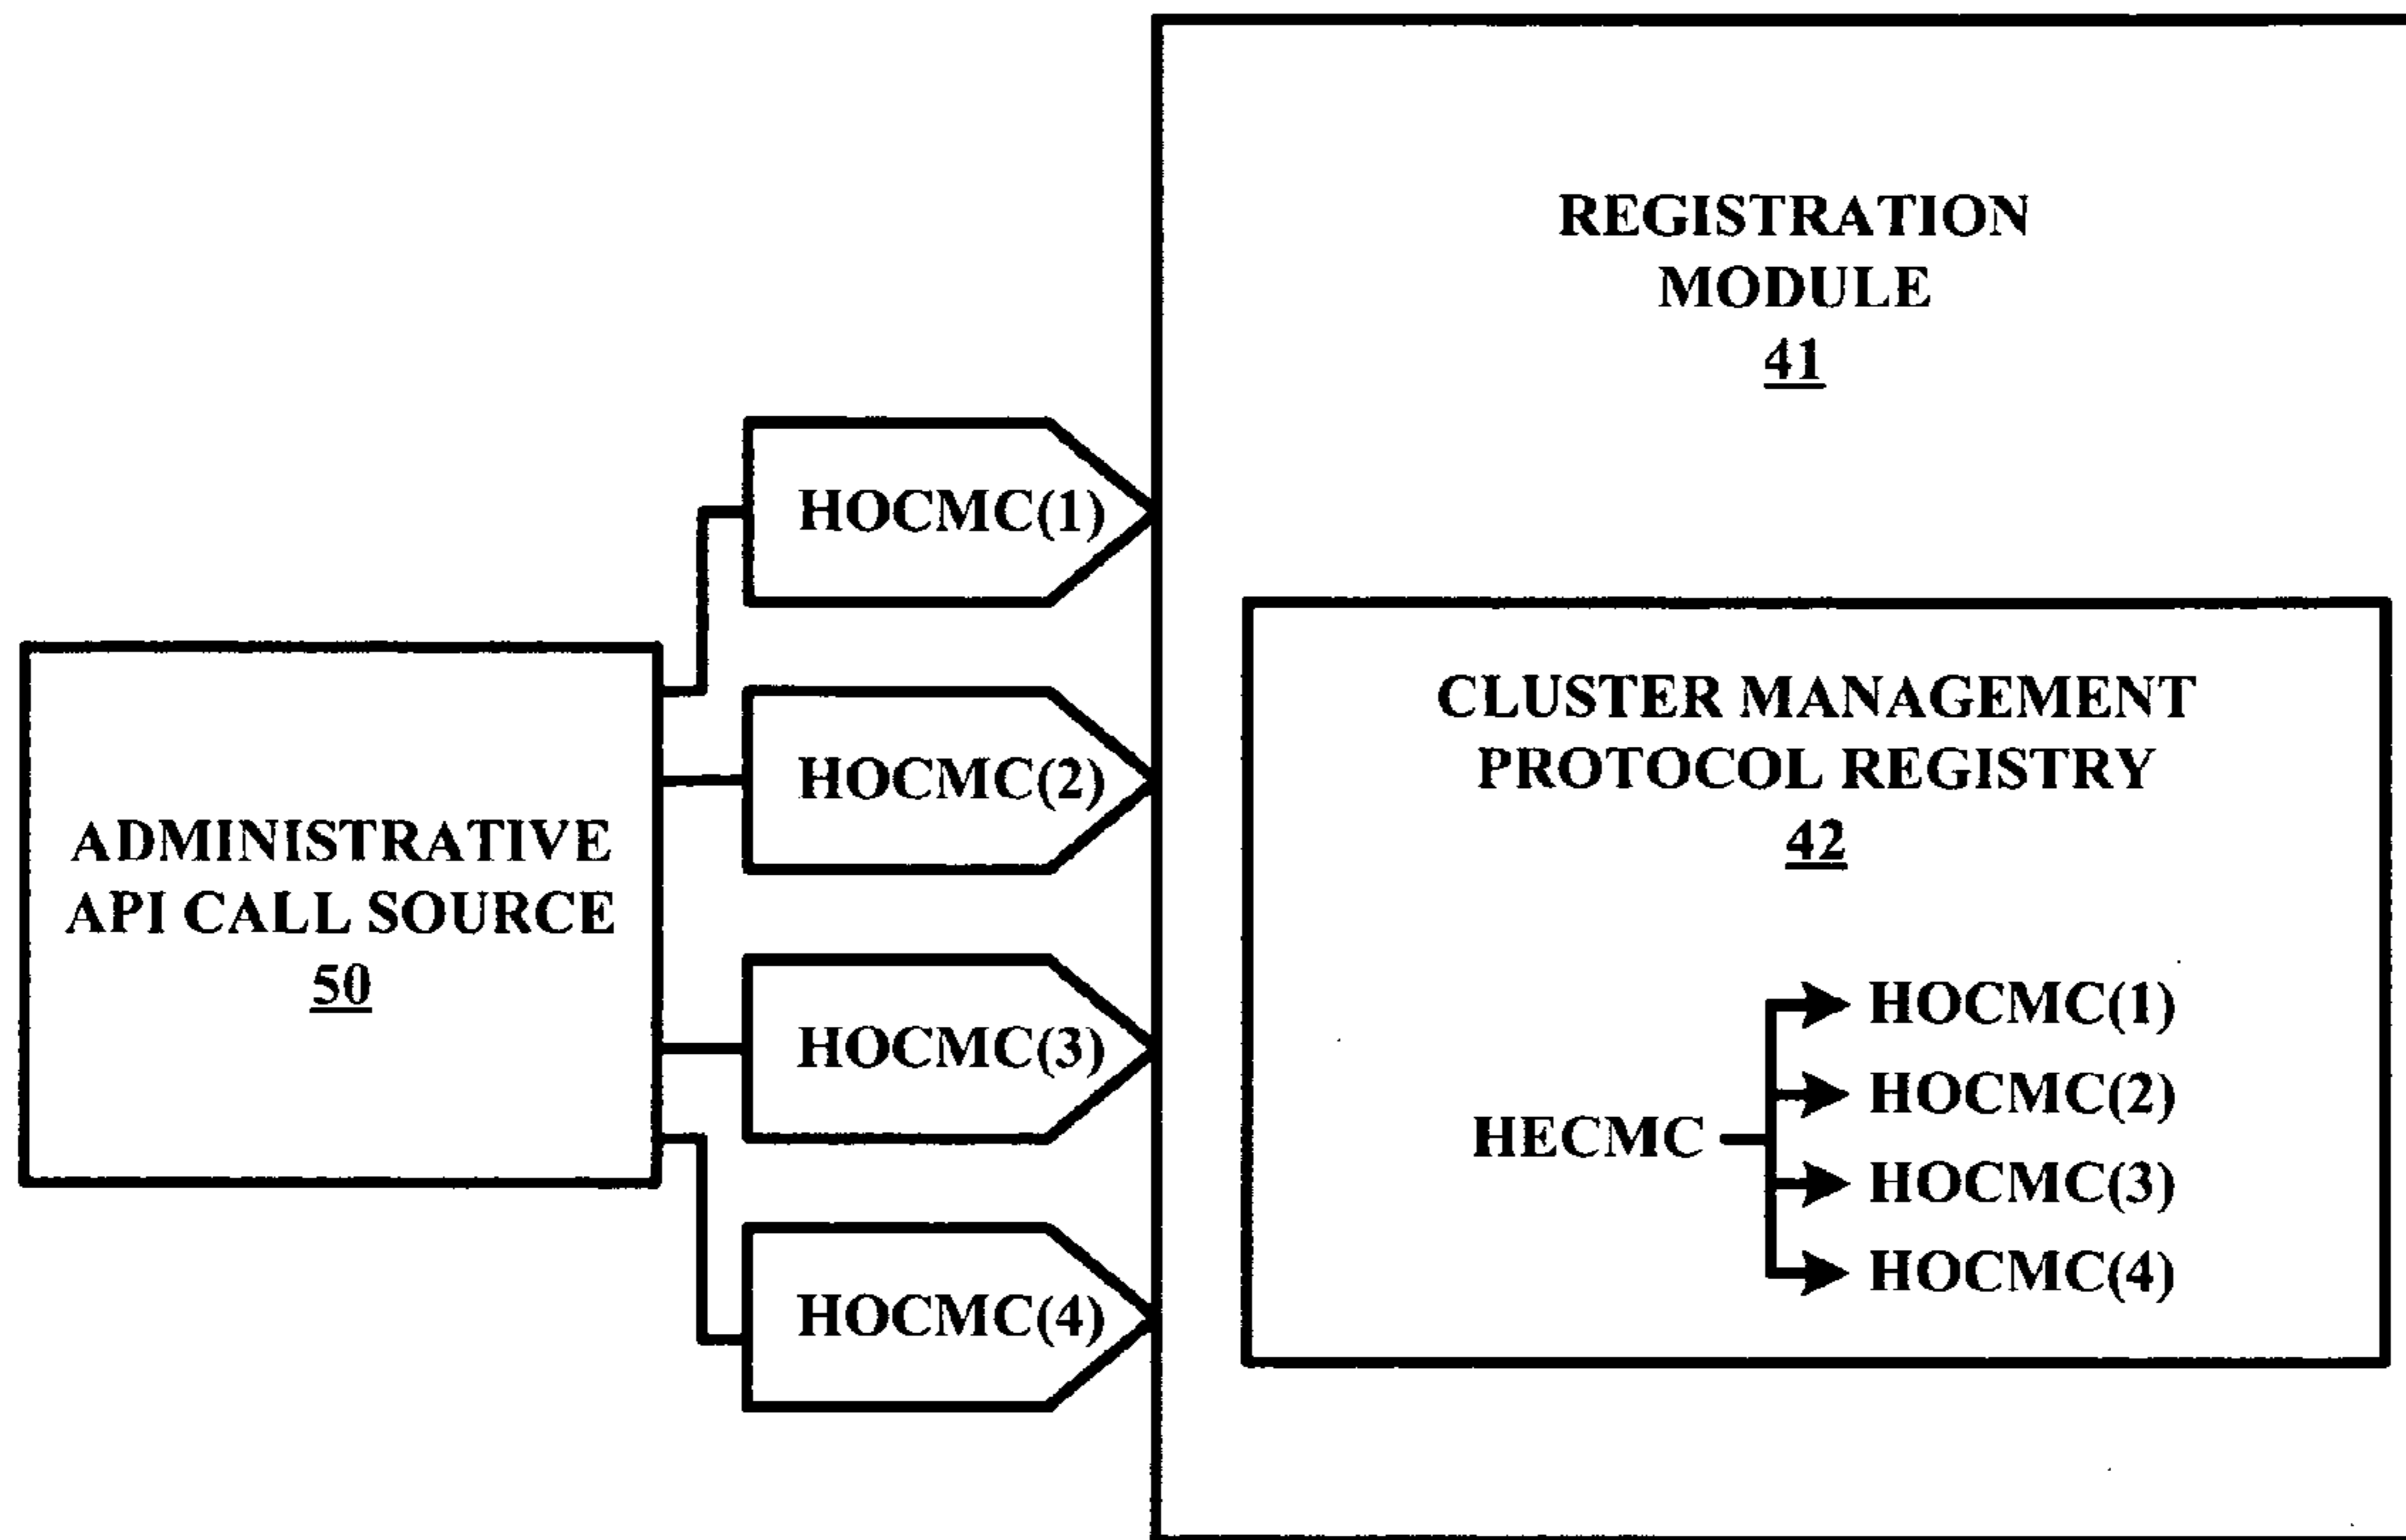 REGISTRATION
MODULE
41
HOCMC(1)
HOCMC(2)
HOCMC(3)
HOCMC(4)
ADMINISTRATIVE
API CALL SOURCE
50
CLUSTER MANAGEMENT
PROTOCOL REGISTRY
42
HECMC
HOCMC(1)
HOCMC(2)
HOCMC(3)
HOCMC(4)